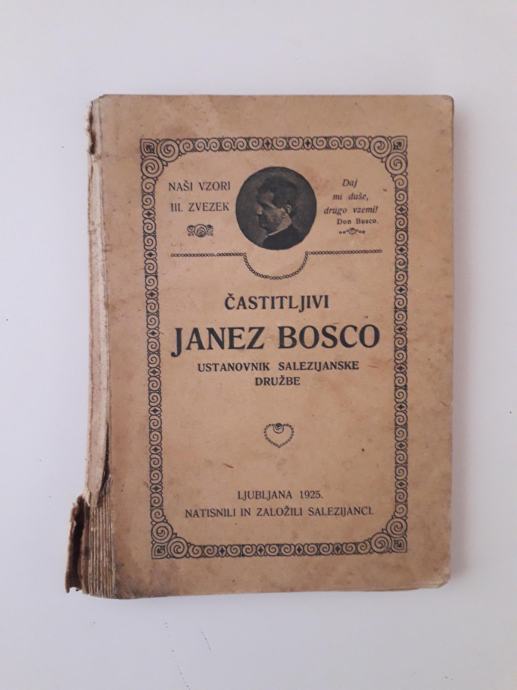 NAŠI VZORI
III. ZVEZEK
Daj
mi duše,
drugo vzemi!
Don Bosco.
ČASTITLJIVI
JANEZ BOSCO
USTANOVNIK SALEZIJANSKE
DRUŽBE
LJUBLJANA 1925.
NATISNILI IN ZALOŽILI SALEZIJANCI.